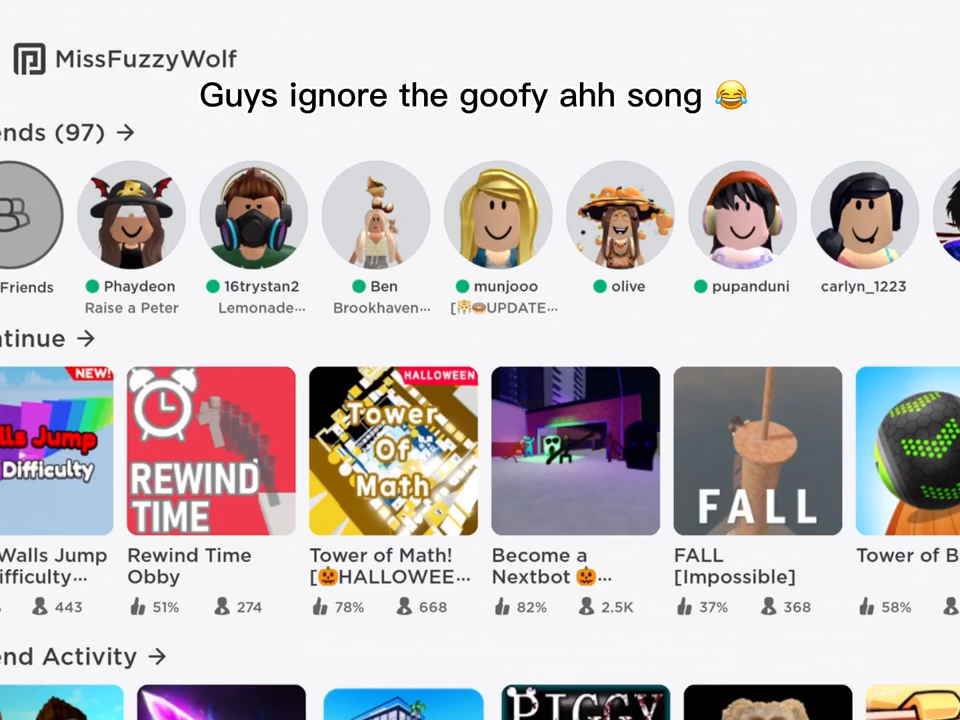 MissFuzzyWolf
Guys ignore the goofy ahh song 😂
ends (97) →
Friends
Phaydeon
Raise a Peter
16trystan2
Lemonade...
Ben
Brookhaven...
munjooo
[UPDATE...
olive
pupanduni
carlyn_1223
ntinue →
NEW!
lls Jump
Difficulty
REWIND
TIME
HALLOWEEN
Tower
Of
Math
FALL
Walls Jump
ifficulty...
443
Rewind Time
Obby
51% 274
Tower of Math!
[🎃HALLOWEE...
78% 668
Become a
Nextbot 🎃...
82% 2.5K
FALL
[Impossible]
37% 368
Tower of B
58%
end Activity →
PIGGY